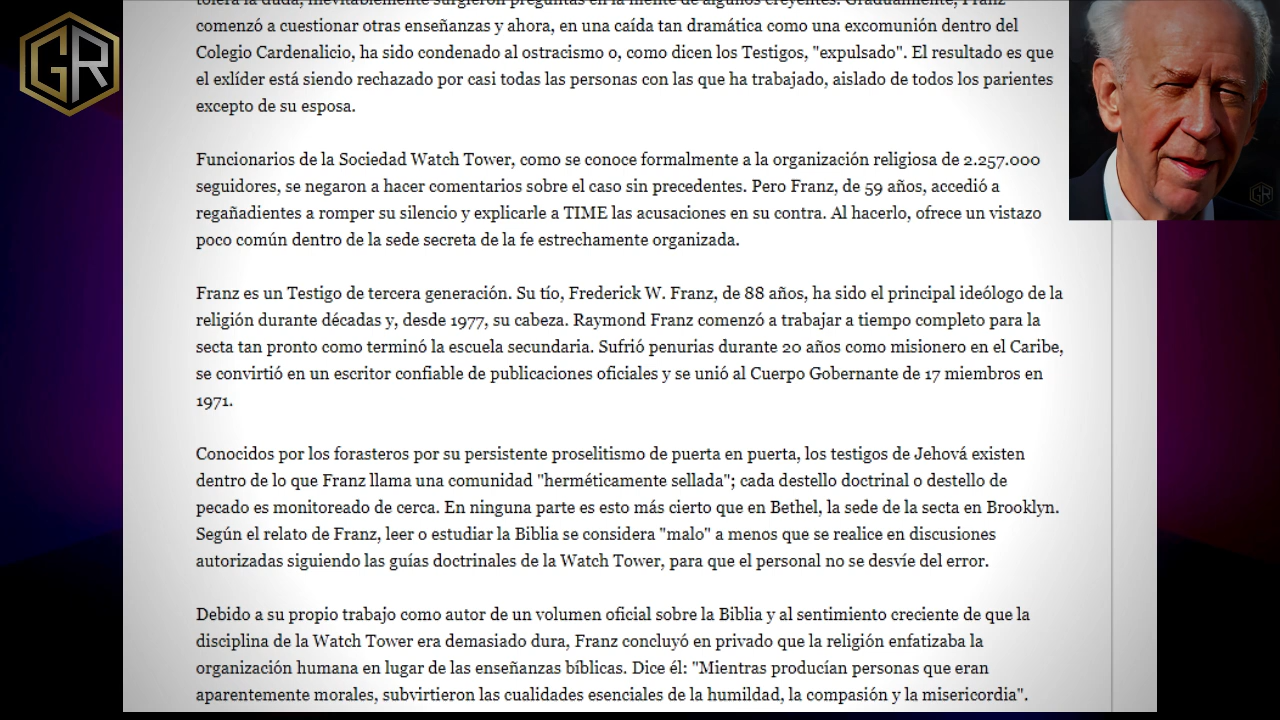 tolera la duda, inevitablemente surgieron preguntas en la mente de algunos creyentes. Gradualmente, Franz
comenzó a cuestionar otras enseñanzas y ahora, en una caída tan dramática como una excomunión dentro del
Colegio Cardenalicio, ha sido condenado al ostracismo o, como dicen los Testigos, "expulsado". El resultado es que
el exlíder está siendo rechazado por casi todas las personas con las que ha trabajado, aislado de todos los parientes
excepto de su esposa.
Funcionarios de la Sociedad Watch Tower, como se conoce formalmente a la organización religiosa de 2.257.000
seguidores, se negaron a hacer comentarios sobre el caso sin precedentes. Pero Franz, de 59 años, accedió a
regañadientes a romper su silencio y explicarle a TIME las acusaciones en su contra. Al hacerlo, ofrece un vistazo
poco común dentro de la sede secreta de la fe estrechamente organizada.
Franz es un Testigo de tercera generación. Su tío, Frederick W. Franz, de 88 años, ha sido el principal ideólogo de la
religión durante décadas y, desde 1977, su cabeza. Raymond Franz comenzó a trabajar a tiempo completo para la
secta tan pronto como terminó la escuela secundaria. Sufrió penurias durante 20 años como misionero en el Caribe,
se convirtió en un escritor confiable de publicaciones oficiales y se unió al Cuerpo Gobernante de 17 miembros en
1971.
Conocidos por los forasteros por su persistente proselitismo de puerta en puerta, los testigos de Jehová existen
dentro de lo que Franz llama una comunidad "herméticamente sellada"; cada destello doctrinal o destello de
pecado es monitoreado de cerca. En ninguna parte es esto más cierto que en Bethel, la sede de la secta en Brooklyn.
Según el relato de Franz, leer o estudiar la Biblia se considera "malo" a menos que se realice en discusiones
autorizadas siguiendo las guías doctrinales de la Watch Tower, para que el personal no se desvíe del error.
Debido a su propio trabajo como autor de un volumen oficial sobre la Biblia y al sentimiento creciente de que la
disciplina de la Watch Tower era demasiado dura, Franz concluyó en privado que la religión enfatizaba la
organización humana en lugar de las enseñanzas bíblicas. Dice él: "Mientras producían personas que eran
aparentemente morales, subvirtieron las cualidades esenciales de la humildad, la compasión y la misericordia".
GR
GR